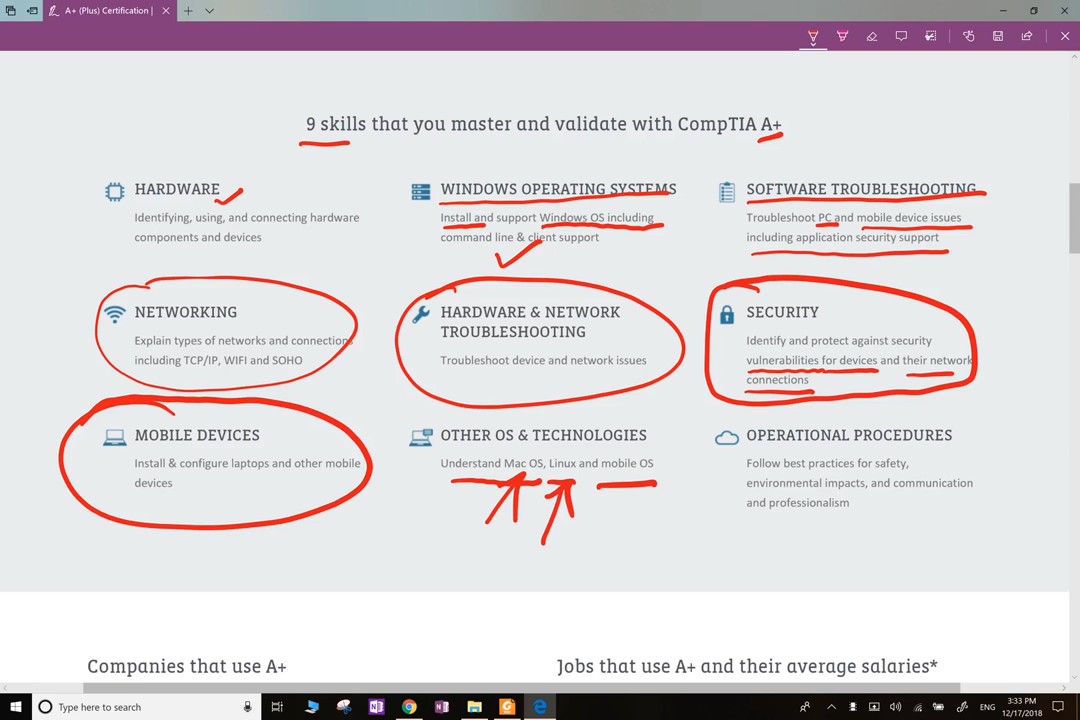 A+ (Plus) Certification |
9 skills that you master and validate with CompTIA A+
HARDWARE
Identifying, using, and connecting hardware
components and devices
WINDOWS OPERATING SYSTEMS
Install and support Windows OS including
command line & client support
SOFTWARE TROUBLESHOOTING
Troubleshoot PC and mobile device issues
including application security support
NETWORKING
Explain types of networks and connections
including TCP/IP, WIFI and SOHO
HARDWARE & NETWORK
TROUBLESHOOTING
Troubleshoot device and network issues
SECURITY
Identify and protect against security
vulnerabilities for devices and their network
connections
MOBILE DEVICES
Install & configure laptops and other mobile
devices
OTHER OS & TECHNOLOGIES
Understand Mac OS, Linux and mobile OS
OPERATIONAL PROCEDURES
Follow best practices for safety,
environmental impacts, and communication
and professionalism
Companies that use A+
Jobs that use A+ and their average salaries*
Type here to search
ENG
3:33 PM
12/17/2018